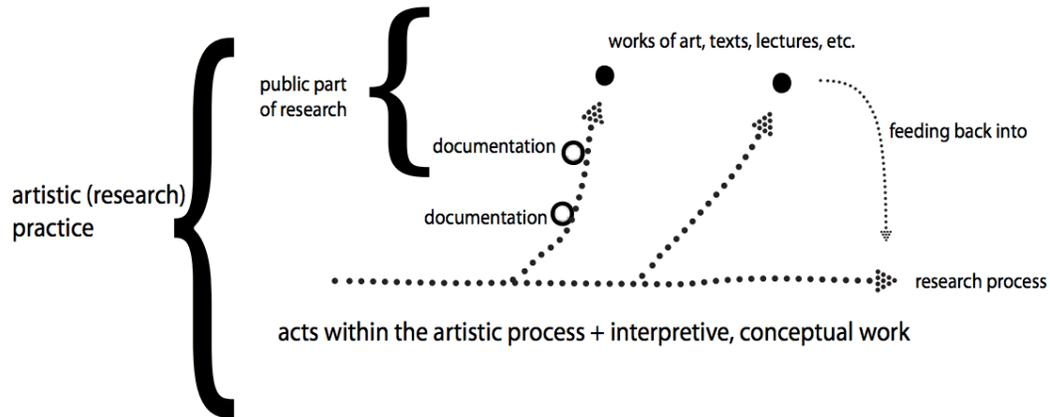 works of art, texts, lectures, etc.
public part
of research
feeding back into
documentation
artistic (research)
practice
documentation
research process
acts within the artistic process + interpretive, conceptual work